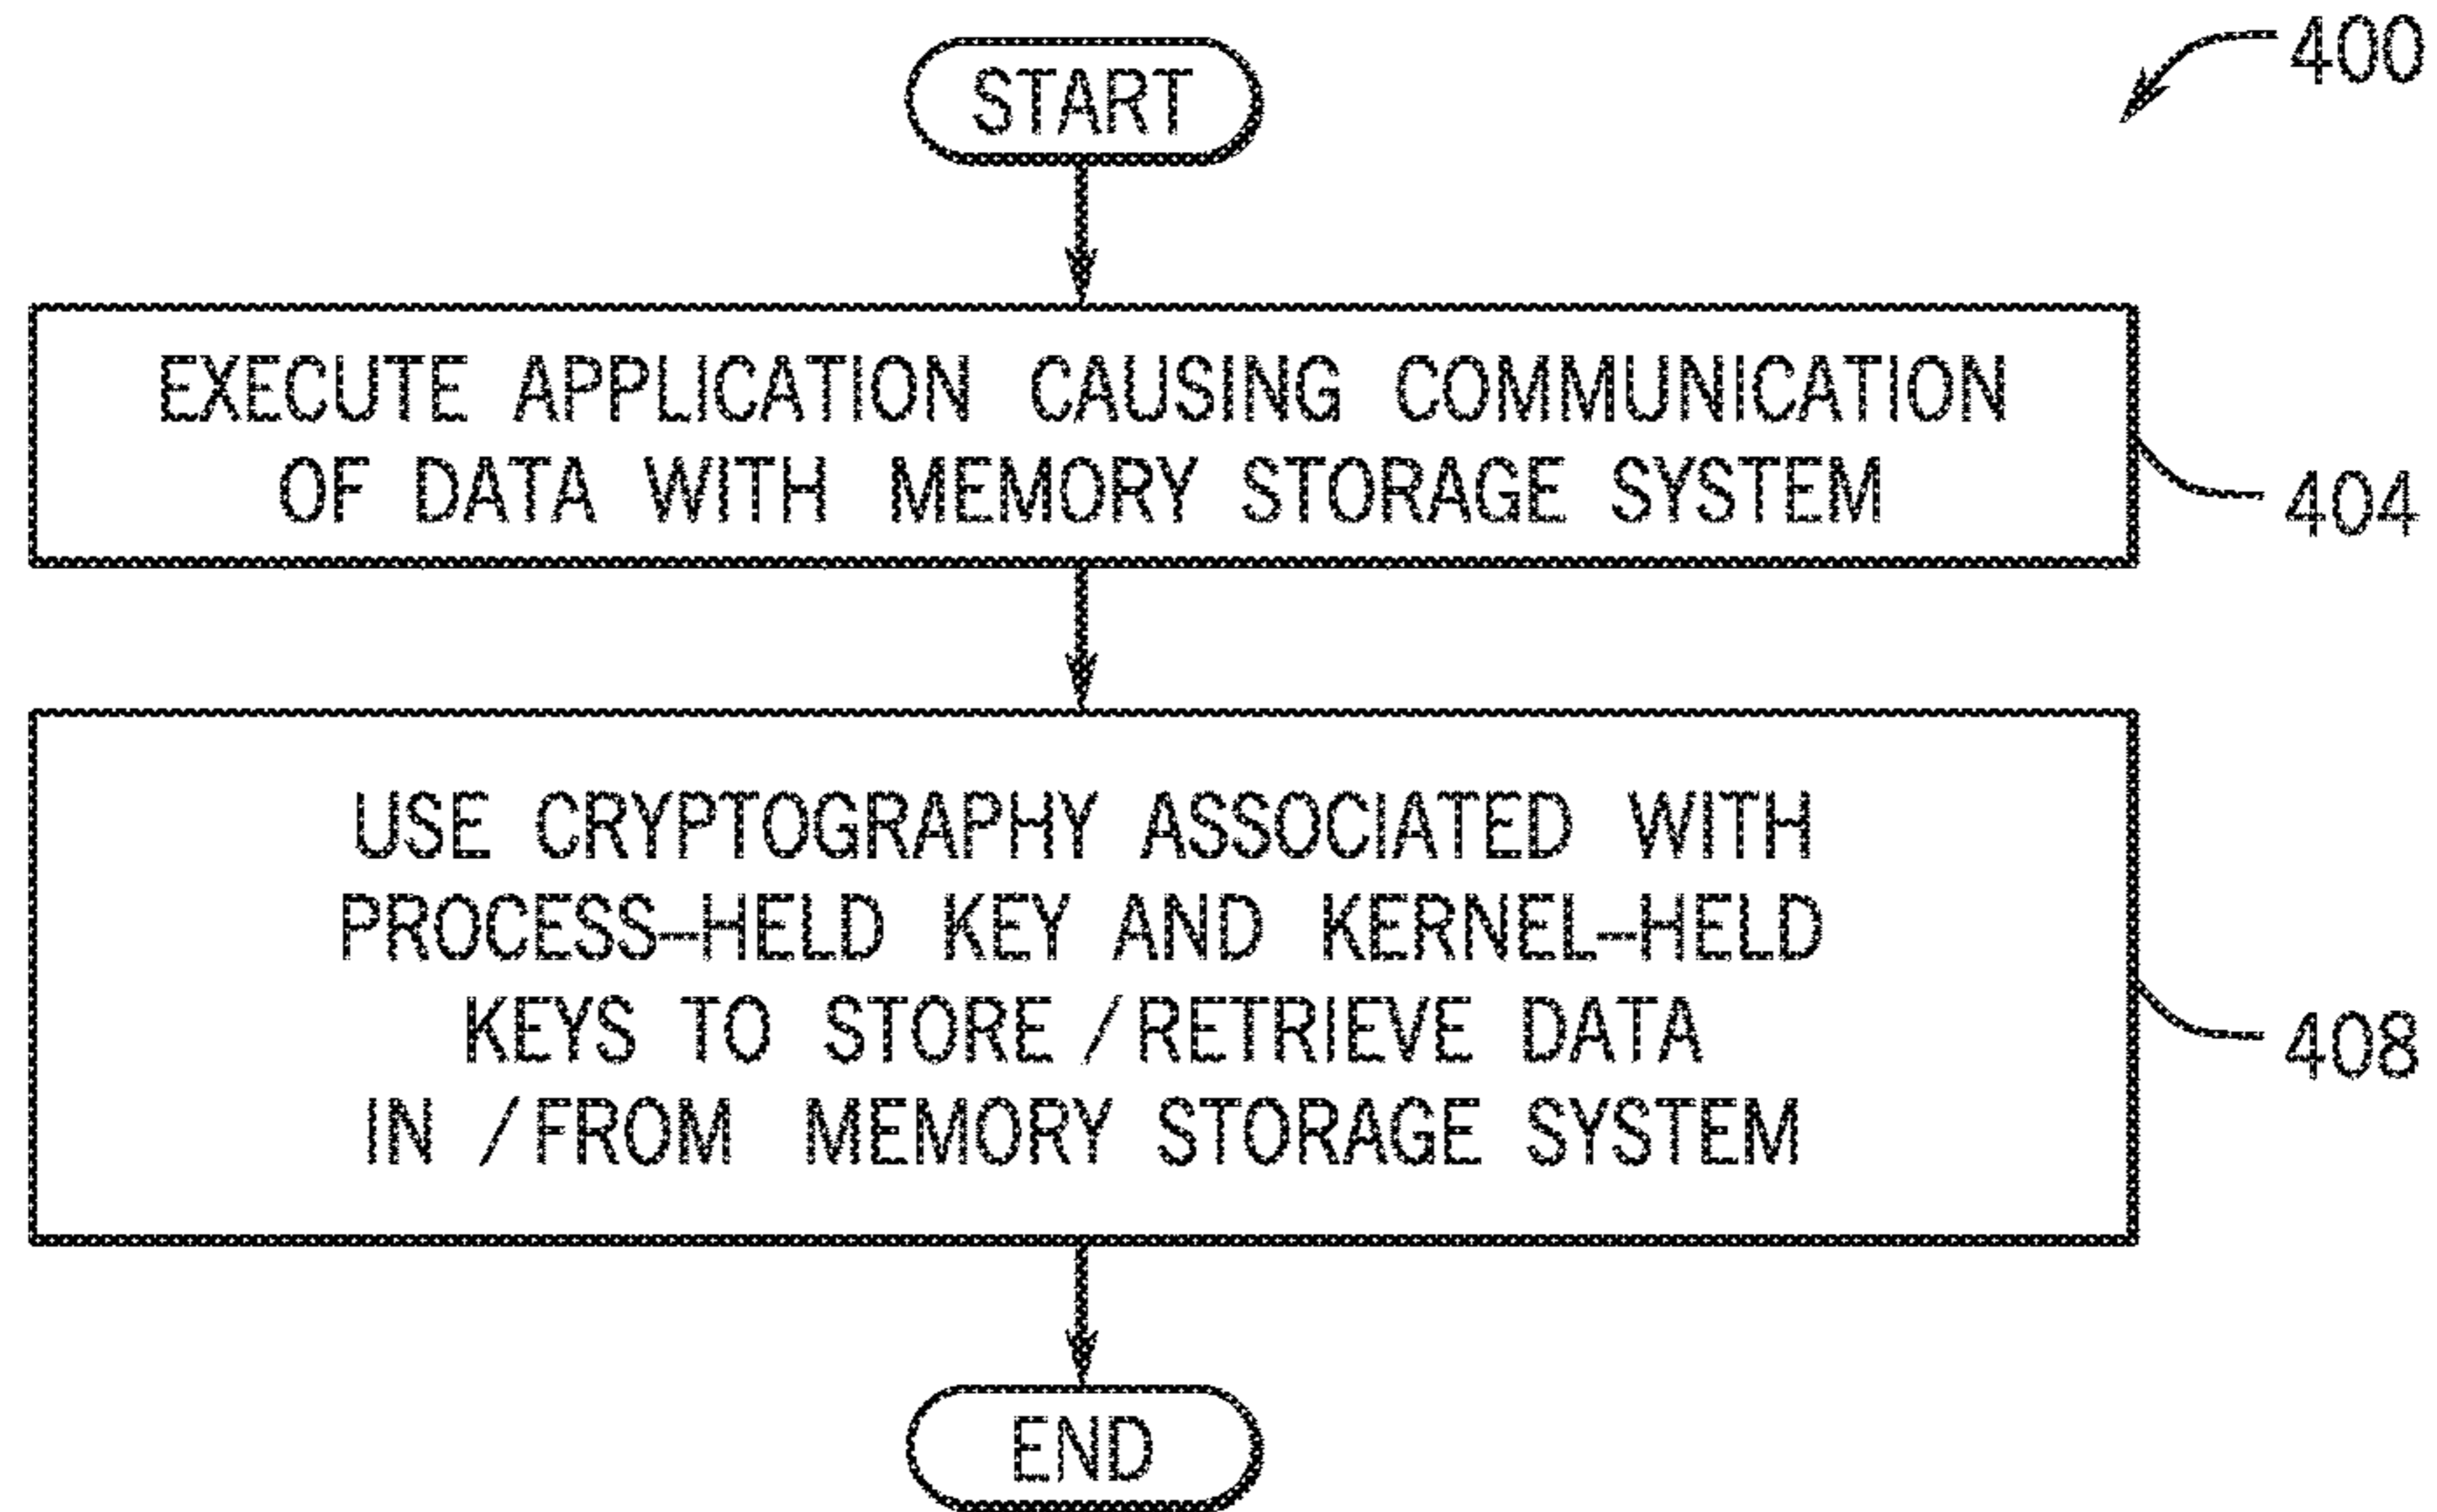 400
START
EXECUTE APPLICATION CAUSING COMMUNICATION
OF DATA WITH MEMORY STORAGE SYSTEM
404
USE CRYPTOGRAPHY ASSOCIATED WITH
PROCESS-HELD KEY AND KERNEL-HELD
KEYS TO STORE/RETRIEVE DATA
IN/FROM MEMORY STORAGE SYSTEM
408
END